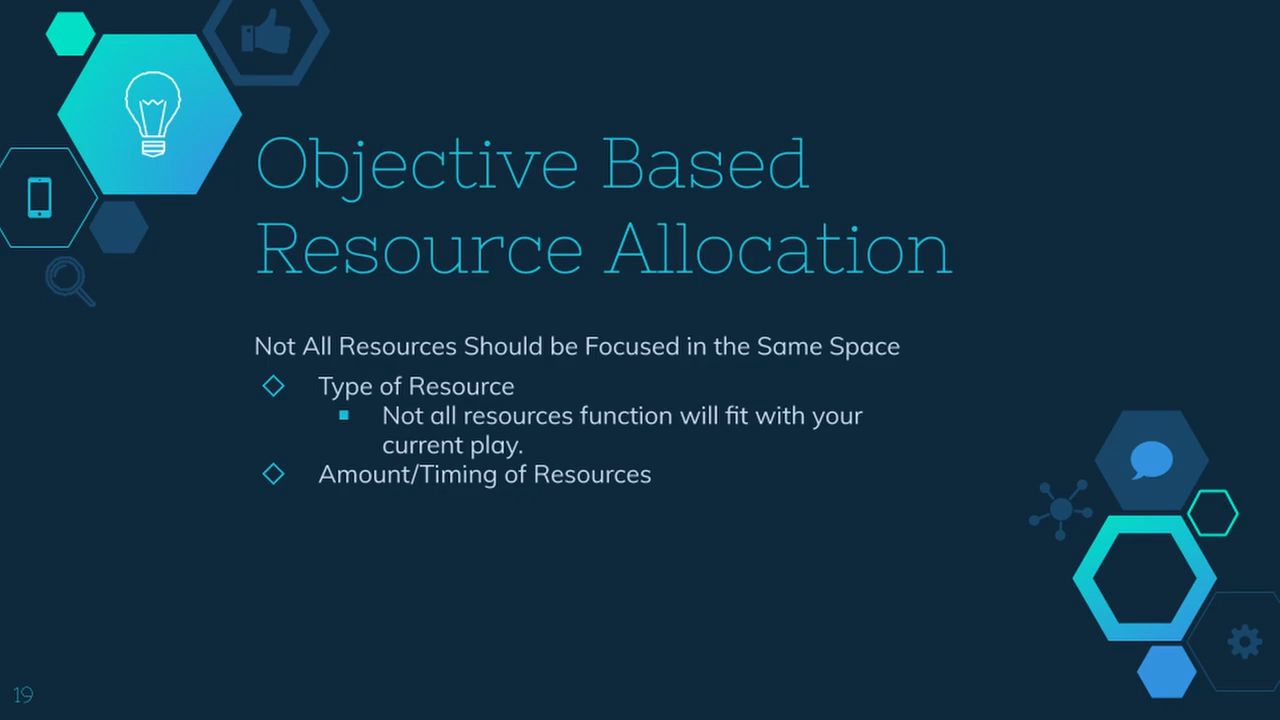 Objective Based
Resource Allocation
Not All Resources Should be Focused in the Same Space
Type of Resource
Not all resources function will fit with your
current play.
Amount/Timing of Resources
19